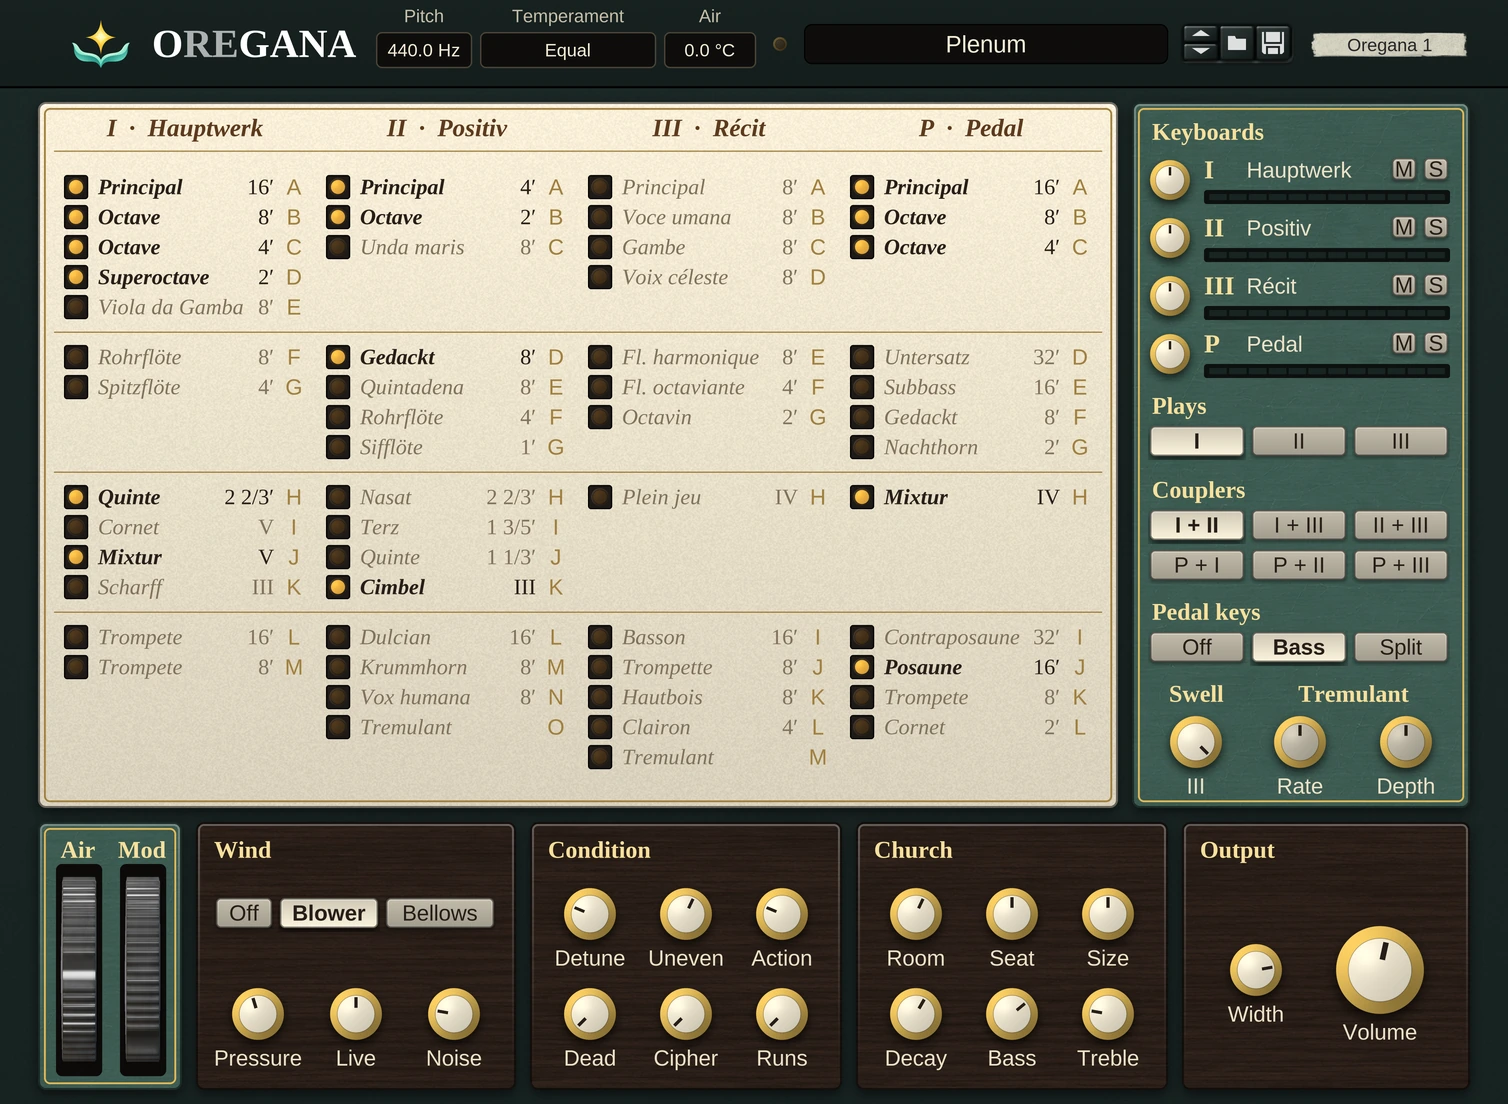 Pitch Temperament Air
OREGANA 440.0 Hz Equal 0.0 °C Plenum Oregana 1
I · Hauptwerk II · Positiv III · Récit P · Pedal
Principal 16′ A Principal 4′ A Principal 8′ A Principal 16′ A
Octave 8′ B Octave 2′ B Voce umana 8′ B Octave 8′ B
Octave 4′ C Unda maris 8′ C Gambe 8′ C Octave 4′ C
Superoctave 2′ D Voix céleste 8′ D
Viola da Gamba 8′ E
Rohrflöte 8′ F Gedackt 8′ D Fl. harmonique 8′ E Untersatz 32′ D
Spitzflöte 4′ G Quintadena 8′ E Fl. octaviante 4′ F Subbass 16′ E
Rohrflöte 4′ F Octavin 2′ G Gedackt 8′ F
Sifflöte 1′ G Nachthorn 2′ G
Quinte 2 2/3′ H Nasat 2 2/3′ H Plein jeu IV H Mixtur IV H
Cornet V I Terz 1 3/5′ I
Mixtur V J Quinte 1 1/3′ J
Scharff III K Cimbel III K
Trompete 16′ L Dulcian 16′ L Basson 16′ I Contraposaune 32′ I
Trompete 8′ M Krummhorn 8′ M Trompette 8′ J Posaune 16′ J
Vox humana 8′ N Hautbois 8′ K Trompete 8′ K
Tremulant O Clairon 4′ L Cornet 2′ L
Tremulant M
Keyboards
I Hauptwerk M S
II Positiv M S
III Récit M S
P Pedal M S
Plays
I II III
Couplers
I + II I + III II + III
P + I P + II P + III
Pedal keys
Off Bass Split
Swell Tremulant
III Rate Depth
Air Mod
Wind
Off Blower Bellows
Pressure Live Noise
Condition
Detune Uneven Action
Dead Cipher Runs
Church
Room Seat Size
Decay Bass Treble
Output
Width Volume